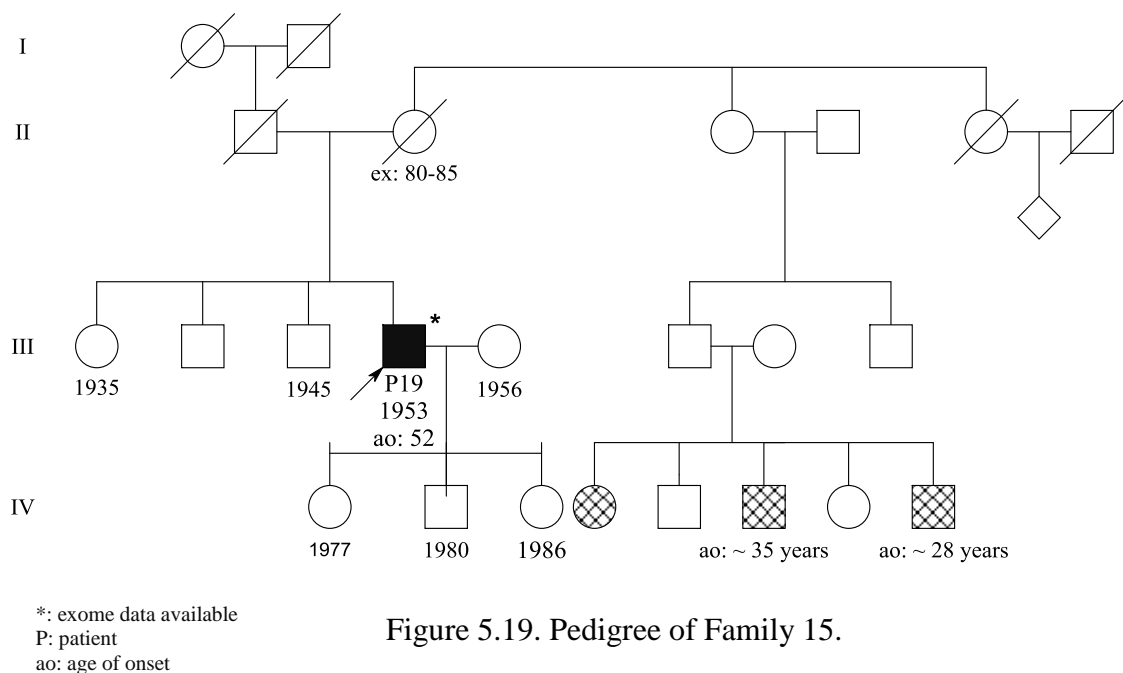 I
II
ex: 80-85
*
III
1935
1945
P19
1956
1953
ao: 52
IV
1977
1980
1986
ao: ~ 35 years
ao: ~ 28 years
*: exome data available
P: patient
ao: age of onset
Figure 5.19. Pedigree of Family 15.